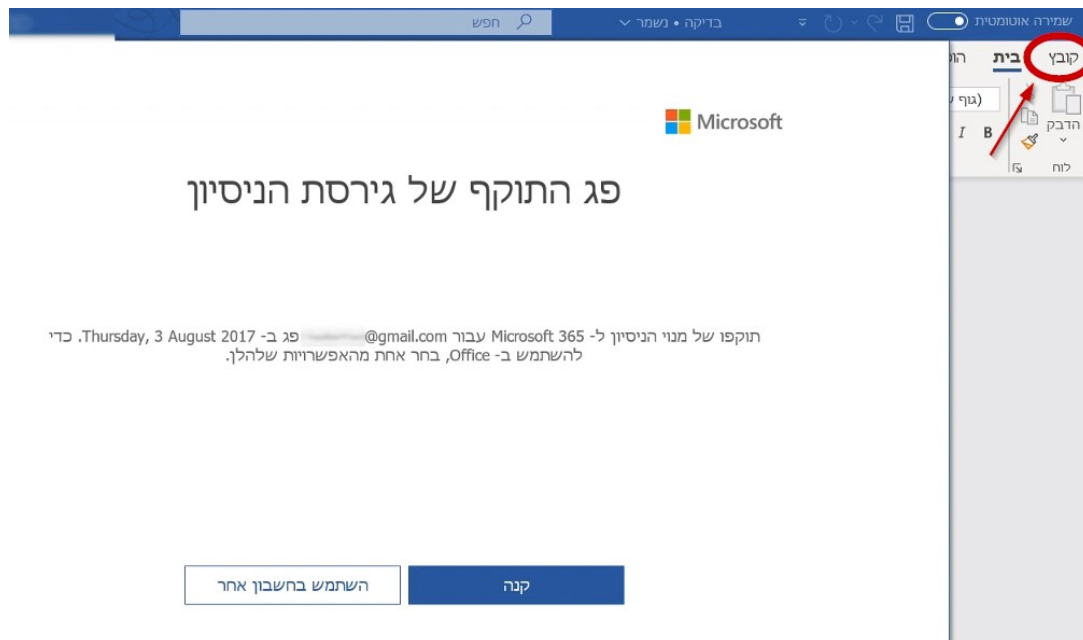 שמירה אוטומטית
בדיקה • נשמר
חפש
קובץ
בית
הוס
(גוף ע
הדבק
B
I
לוח
Microsoft
פג התוקף של גירסת הניסיון
תוקפו של מנוי הניסיון ל- Microsoft 365 עבור @gmail.com פג ב- Thursday, 3 August 2017. כדי
להשתמש ב- Office, בחר אחת מהאפשרויות שלהלן.
קנה
השתמש בחשבון אחר